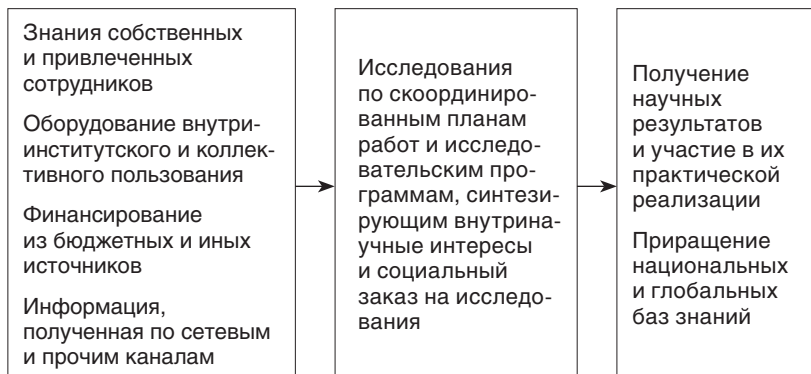 Знания собственных
и привлеченных
сотрудников
Оборудование внутри-
институтского и коллек-
тивного пользования
Финансирование
из бюджетных и иных
источников
Информация,
полученная по сетевым
и прочим каналам
Исследования
по скоординиро-
ванным планам
работ и исследо-
вательским про-
граммам, синтези-
рующим внутрина-
учные интересы
и социальный
заказ на исследо-
вания
Получение
научных
результатов
и участие в их
практической
реализации
Приращение
национальных
и глобальных
баз знаний